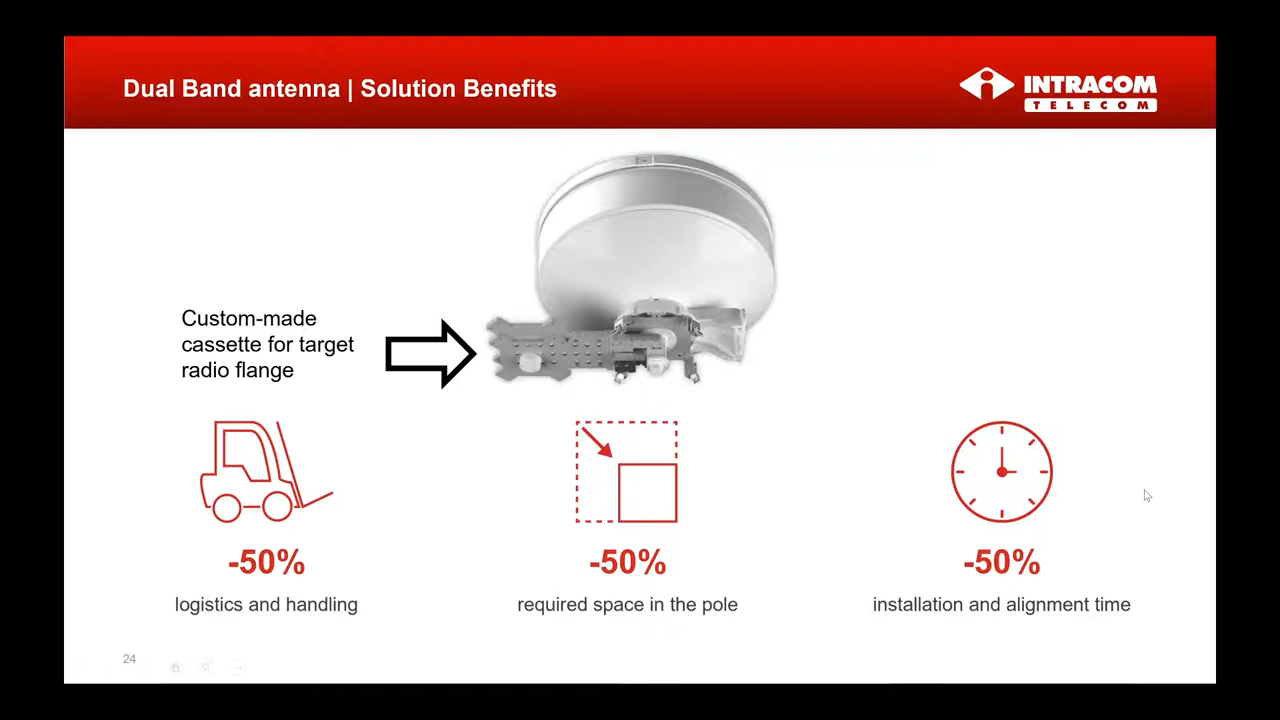 Dual Band antenna | Solution Benefits
INTRACOM
TELECOM
Custom-made
cassette for target
radio flange
-50%
logistics and handling
-50%
required space in the pole
-50%
installation and alignment time
24